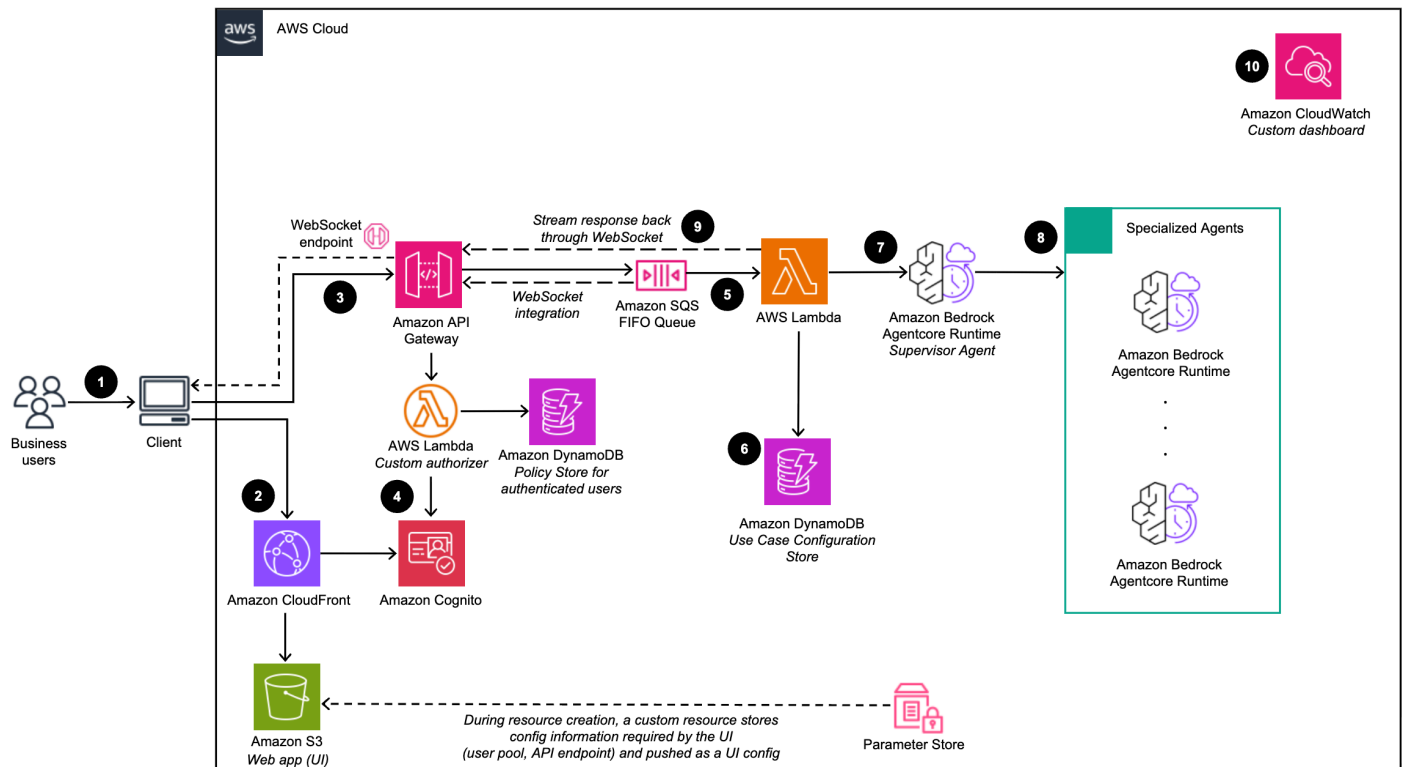 aws
AWS Cloud
10
Amazon CloudWatch
Custom dashboard
WebSocket
endpoint
Stream response back
through WebSocket
9
7
8
Specialized Agents
3
WebSocket
integration
Amazon SQS
FIFO Queue
5
AWS Lambda
Amazon API
Gateway
Amazon Bedrock
Agentcore Runtime
Supervisor Agent
Amazon Bedrock
Agentcore Runtime
.
.
.
Amazon Bedrock
Agentcore Runtime
1
Business
users
Client
AWS Lambda
Custom authorizer
Amazon DynamoDB
Policy Store for
authenticated users
6
Amazon DynamoDB
Use Case Configuration
Store
2
4
Amazon CloudFront
Amazon Cognito
Amazon S3
Web app (UI)
During resource creation, a custom resource stores
config information required by the UI
(user pool, API endpoint) and pushed as a UI config
Parameter Store